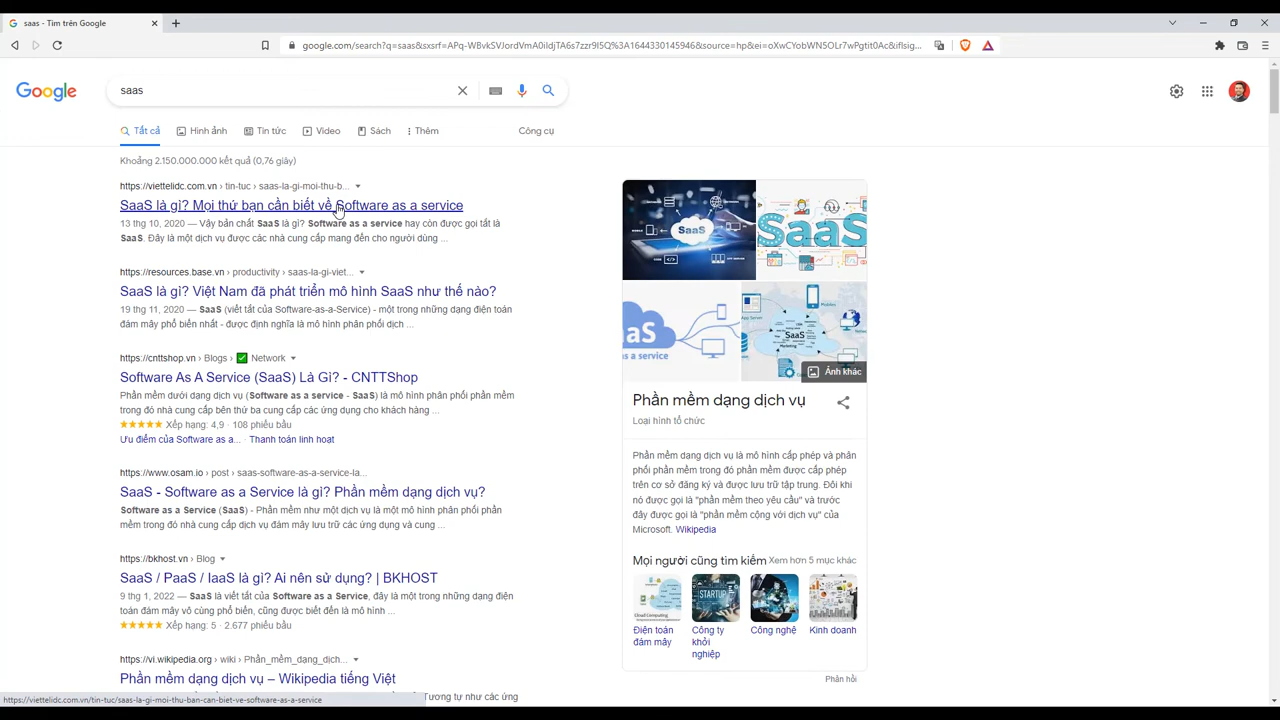 saas - Tìm trên Google
google.com/search?q=saas&sxsrf=APq-WBvkSVJordVmA0ildjTA6s7zzr9I5Q%3A1644330145946&source=hp&ei=oXwCYobWN5OLr7wPgtit0Ac&iflsig...
Google
saas
Tất cả
Hình ảnh
Tin tức
Video
Sách
Thêm
Công cụ
Khoảng 2.150.000.000 kết quả (0,76 giây)
https://viettelidc.com.vn › tin-tuc › saas-la-gi-moi-thu-b...
SaaS là gì? Mọi thứ bạn cần biết về Software as a service
13 thg 10, 2020 — Vậy bản chất SaaS là gì? Software as a service hay còn được gọi tắt là
SaaS. Đây là một dịch vụ được các nhà cung cấp mang đến cho người dùng ...
https://resources.base.vn › productivity › saas-la-gi-viet...
SaaS là gì? Việt Nam đã phát triển mô hình SaaS như thế nào?
19 thg 11, 2020 — SaaS (viết tắt của Software-as-a-Service) - một trong những dạng điện toán
đám mây phổ biến nhất - được định nghĩa là mô hình phân phối dịch ...
https://cnttshop.vn › Blogs › ✅ Network
Software As A Service (SaaS) Là Gì? - CNTTShop
Phần mềm dưới dạng dịch vụ (Software as a service - SaaS) là mô hình phân phối phần mềm
trong đó nhà cung cấp bên thứ ba cung cấp các ứng dụng cho khách hàng ...
★★★★★ Xếp hạng: 4,9 · 108 phiếu bầu
Ưu điểm của Software as a... · Thanh toán linh hoạt
https://www.osam.io › post › saas-software-as-a-service-la...
SaaS - Software as a Service là gì? Phần mềm dạng dịch vụ?
Software as a Service (SaaS) - Phần mềm như một dịch vụ là một mô hình phân phối phần
mềm trong đó nhà cung cấp dịch vụ đám mây lưu trữ các ứng dụng và cung ...
https://bkhost.vn › Blog
SaaS / PaaS / IaaS là gì? Ai nên sử dụng? | BKHOST
9 thg 1, 2022 — SaaS là viết tắt của Software as a Service, đây là một trong những dạng điện
toán đám mây vô cùng phổ biến, cũng được biết đến là mô hình ...
★★★★★ Xếp hạng: 5 · 2.677 phiếu bầu
https://vi.wikipedia.org › wiki › Phần_mềm_dạng_dịch...
Phần mềm dạng dịch vụ – Wikipedia tiếng Việt
Tương tự như các ứng
https://viettelidc.com.vn/tin-tuc/saas-la-gi-moi-thu-ban-can-biet-ve-software-as-a-service
SaaS
SaaS
aaS
as a service
SaaS
Ảnh khác
Phần mềm dạng dịch vụ
Loại hình tổ chức
Phần mềm dạng dịch vụ là mô hình cấp phép và phân
phối phần mềm trong đó phần mềm được cấp phép
trên cơ sở đăng ký và được lưu trữ tập trung. Đôi khi
nó được gọi là "phần mềm theo yêu cầu" và trước
đây được gọi là "phần mềm cộng với dịch vụ" của
Microsoft. Wikipedia
Mọi người cũng tìm kiếm
Xem hơn 5 mục khác
STARTUP
Điện toán
đám mây
Công ty
khởi
nghiệp
Công nghệ
Kinh doanh
Phản hồi